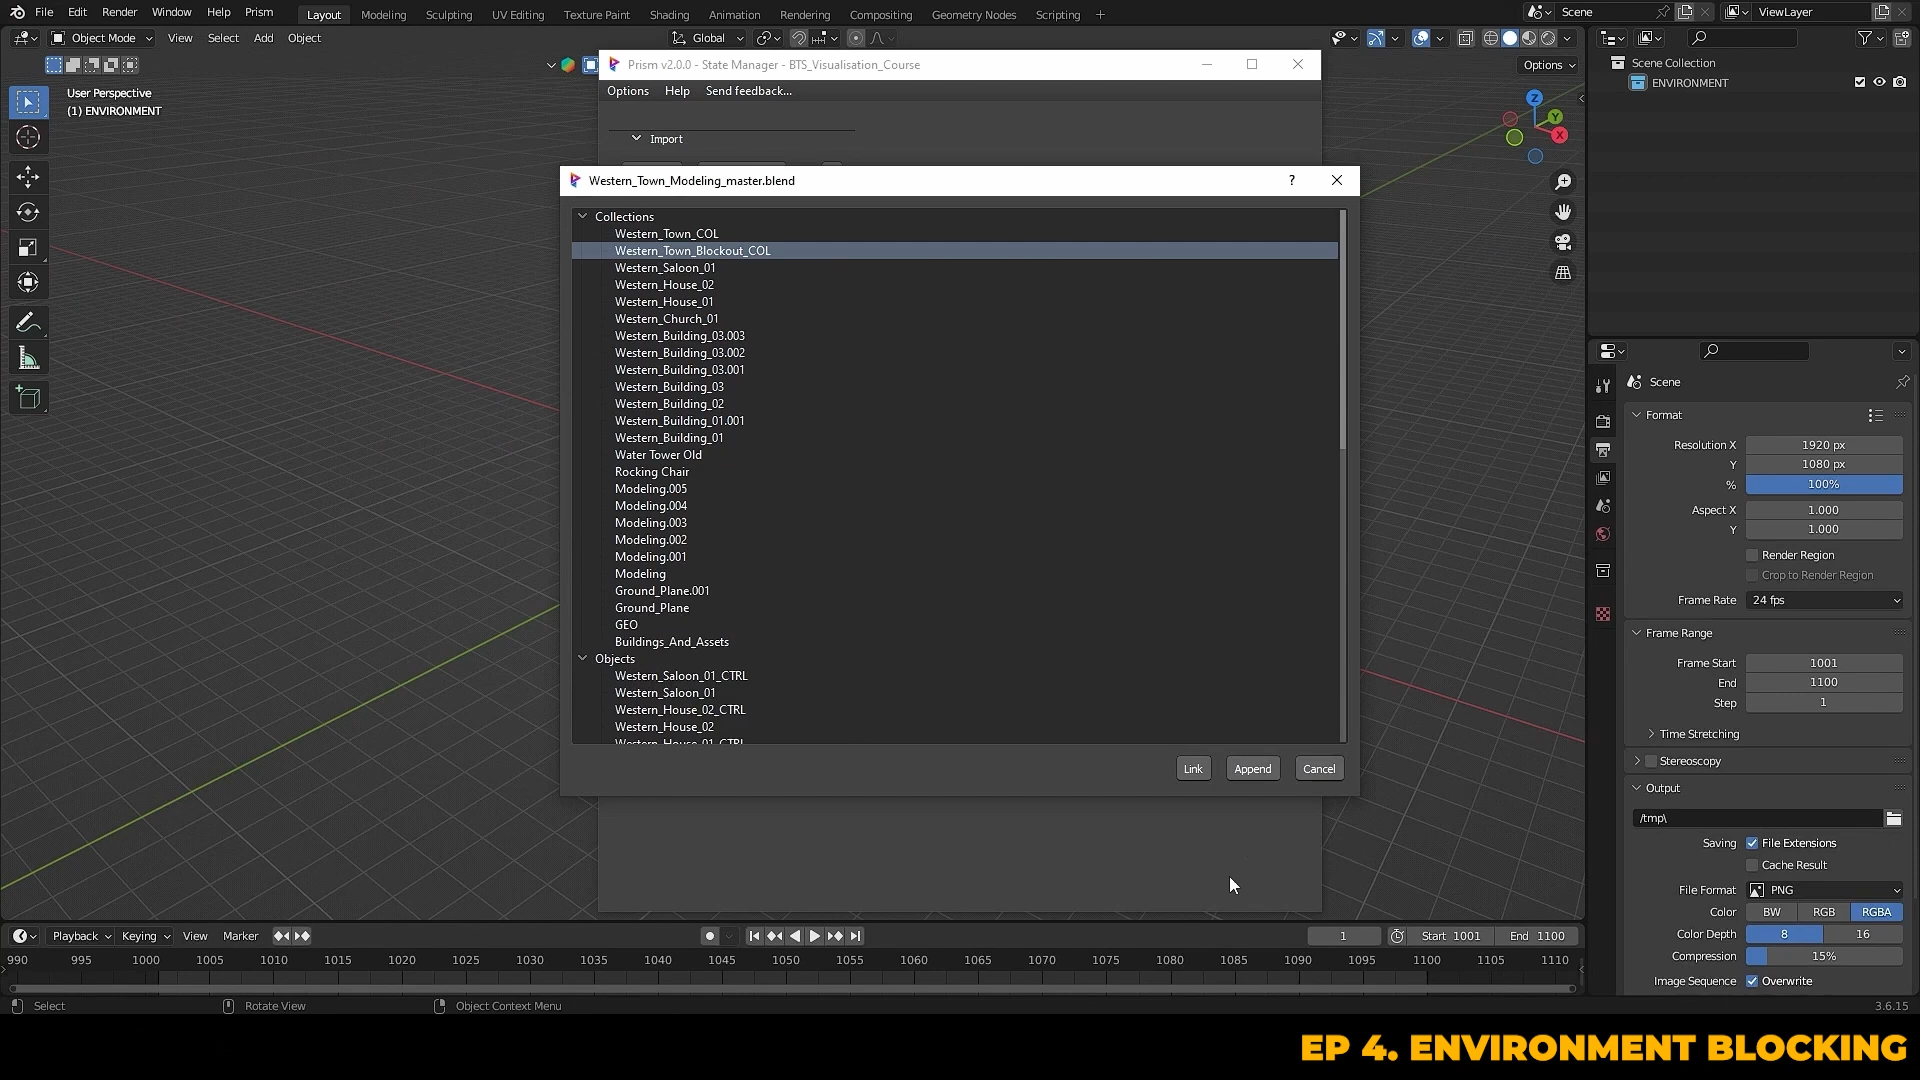 File Edit Render Window Help Prism Layout Modeling Sculpting UV Editing Texture Paint Shading Animation Rendering Compositing Geometry Nodes Scripting + Scene ViewLayer
Object Mode View Select Add Object Global
Options
User Perspective
(1) ENVIRONMENT
Prism v2.0.0 - State Manager - BTS_Visualisation_Course
Options Help Send feedback...
Import
Western_Town_Modeling_master.blend ?
Collections
Western_Town_COL
Western_Town_Blockout_COL
Western_Saloon_01
Western_House_02
Western_House_01
Western_Church_01
Western_Building_03.003
Western_Building_03.002
Western_Building_03.001
Western_Building_03
Western_Building_02
Western_Building_01.001
Western_Building_01
Water Tower Old
Rocking Chair
Modeling.005
Modeling.004
Modeling.003
Modeling.002
Modeling.001
Modeling
Ground_Plane.001
Ground_Plane
GEO
Buildings_And_Assets
Objects
Western_Saloon_01_CTRL
Western_Saloon_01
Western_House_02_CTRL
Western_House_02
Western_House_01_CTRL
Link Append Cancel
Z
Y
X
Scene Collection
ENVIRONMENT
Scene
Format
Resolution X 1920 px
Y 1080 px
% 100%
Aspect X 1.000
Y 1.000
Render Region
Crop to Render Region
Frame Rate 24 fps
Frame Range
Frame Start 1001
End 1100
Step 1
Time Stretching
Stereoscopy
Output
/tmp\
Saving File Extensions
Cache Result
File Format PNG
Color BW RGB RGBA
Color Depth 8 16
Compression 15%
Image Sequence Overwrite
Playback Keying View Marker 1 Start 1001 End 1100
990 995 1000 1005 1010 1015 1020 1025 1030 1035 1040 1045 1050 1055 1060 1065 1070 1075 1080 1085 1090 1095 1100 1105 1110
Select Rotate View Object Context Menu 3.6.15
EP 4. ENVIRONMENT BLOCKING